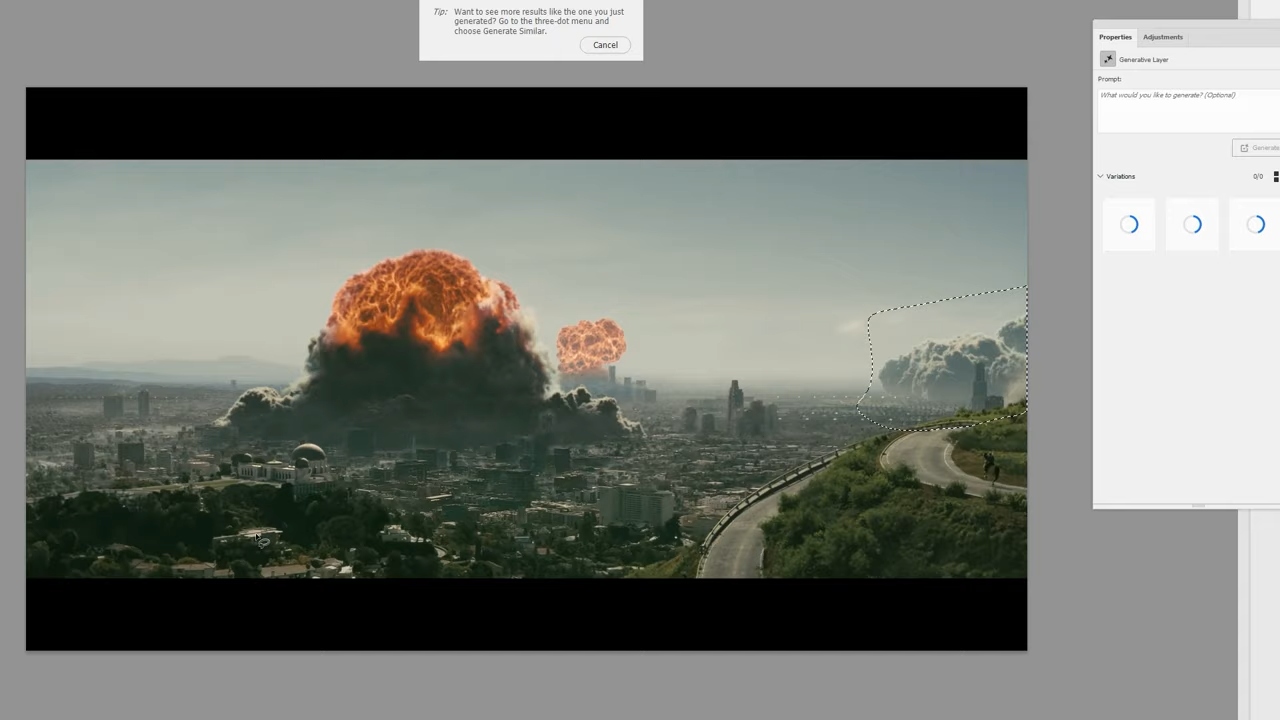 Tip: Want to see more results like the one you just
generated? Go to the three-dot menu and
choose Generate Similar.
Cancel
Properties Adjustments
Generative Layer
Prompt:
What would you like to generate? (Optional)
Generate
Variations 0/0